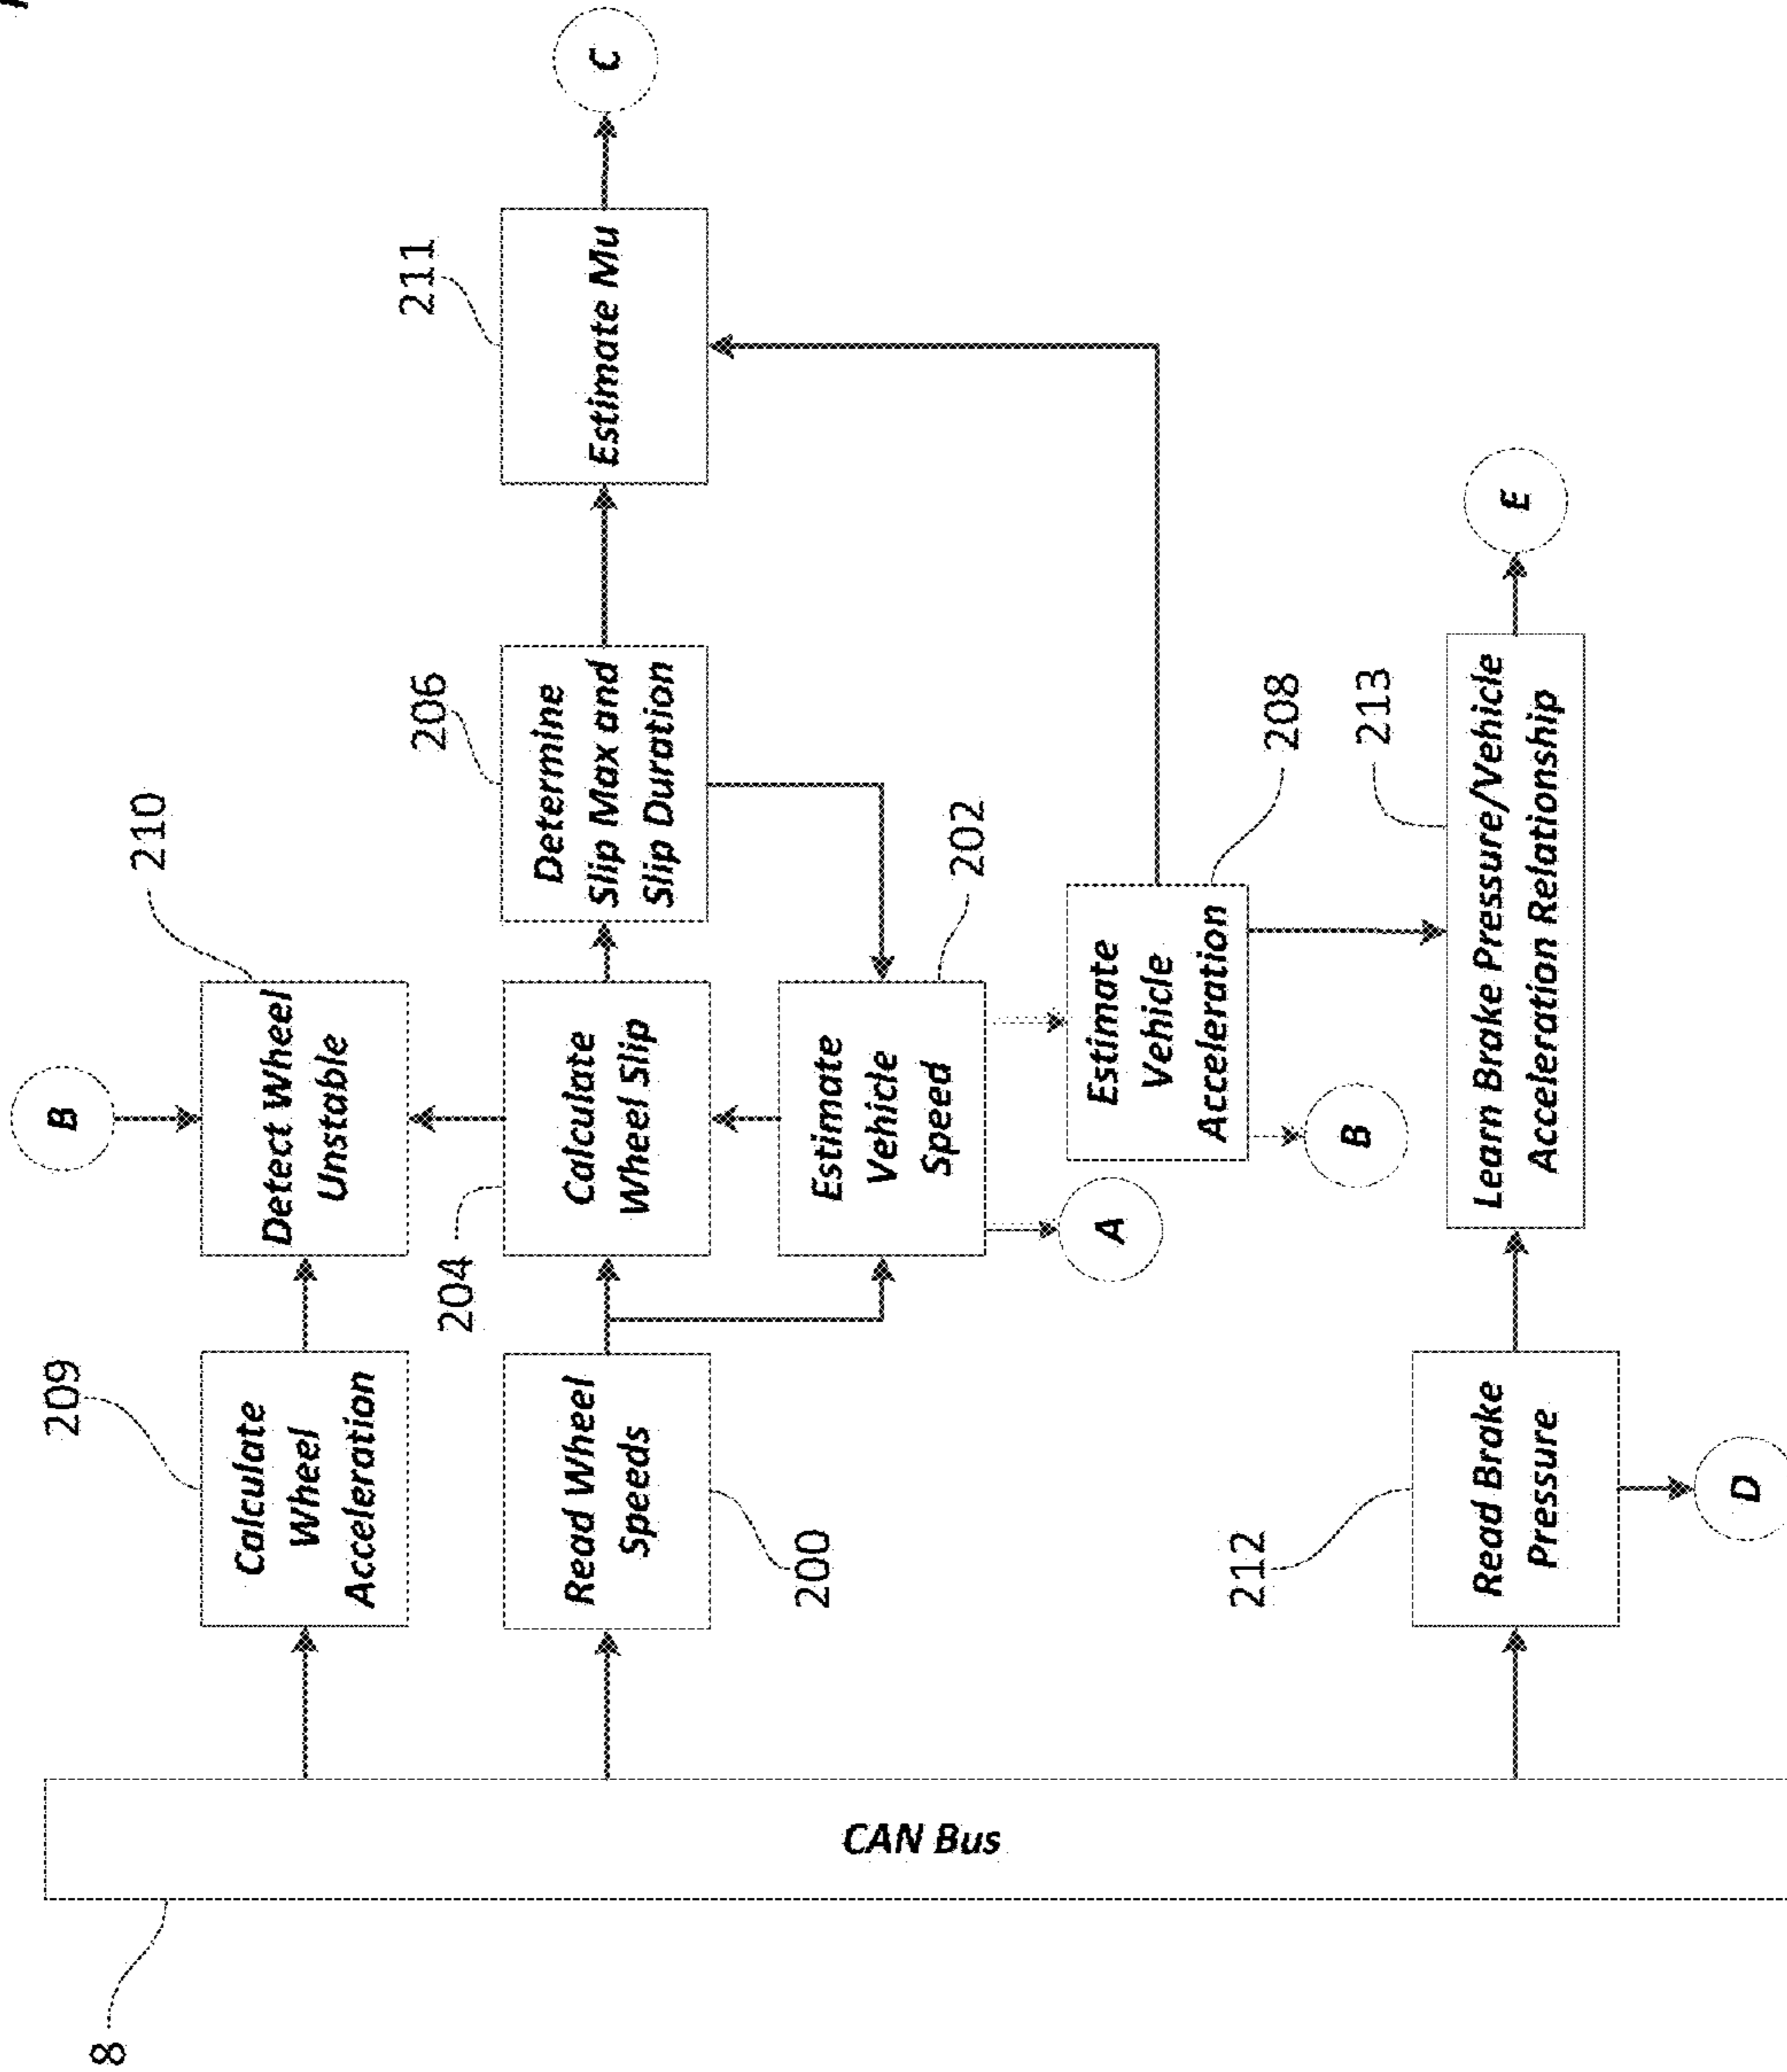 8
CAN Bus
209
Calculate
Wheel
Acceleration
210
Detect Wheel
Unstable
B
200
Read Wheel
Speeds
204
Calculate
Wheel Slip
206
Determine
Slip Max and
Slip Duration
211
Estimate Mu
C
202
Estimate
Vehicle
Speed
A
208
Estimate
Vehicle
Acceleration
B
212
Read Brake
Pressure
D
213
Learn Brake Pressure/Vehicle
Acceleration Relationship
E